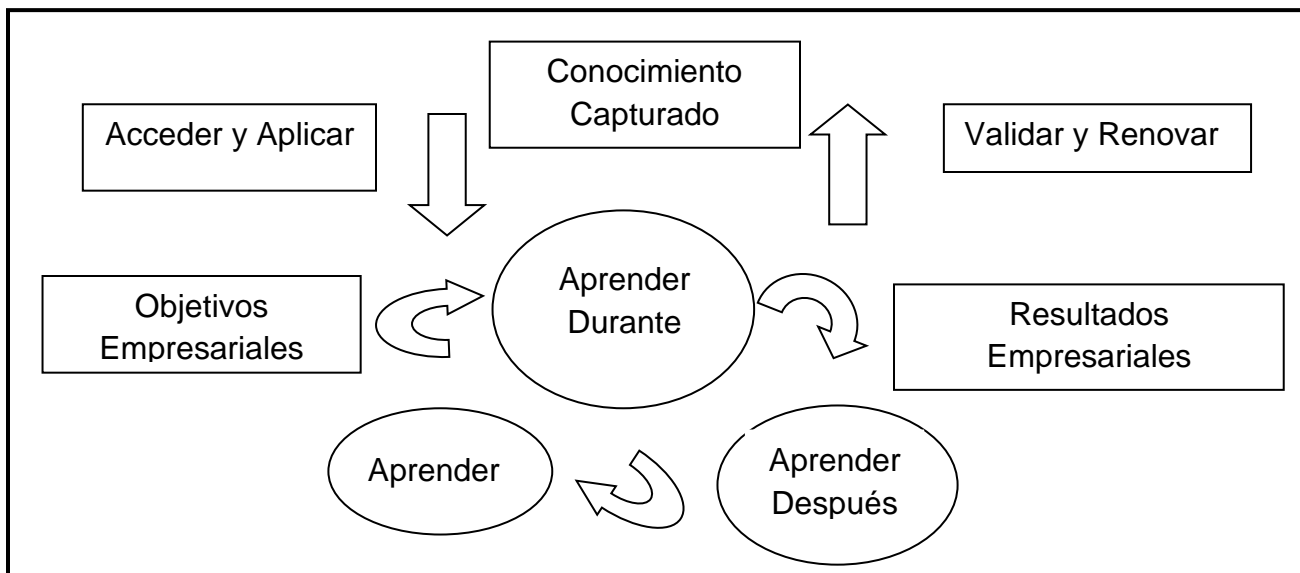 Conocimiento
Capturado
Acceder y Aplicar
Validar y Renovar
Aprender
Durante
Objetivos
Empresariales
Resultados
Empresariales
Aprender
Aprender
Después